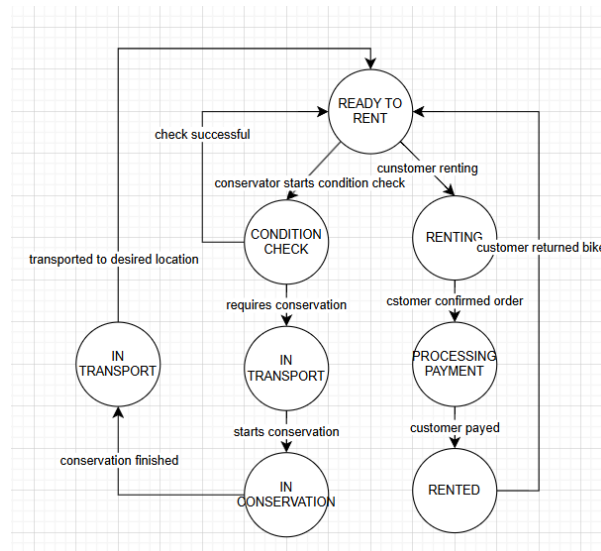 READY TO
RENT
check successful
cunstomer renting
conservator starts condition check
CONDITION
CHECK
RENTING
customer returned bike
transported to desired location
requires conservation
cstomer confirmed order
IN
TRANSPORT
IN
TRANSPORT
PROCESSING
PAYMENT
starts conservation
customer payed
conservation finished
IN
CONSERVATION
RENTED